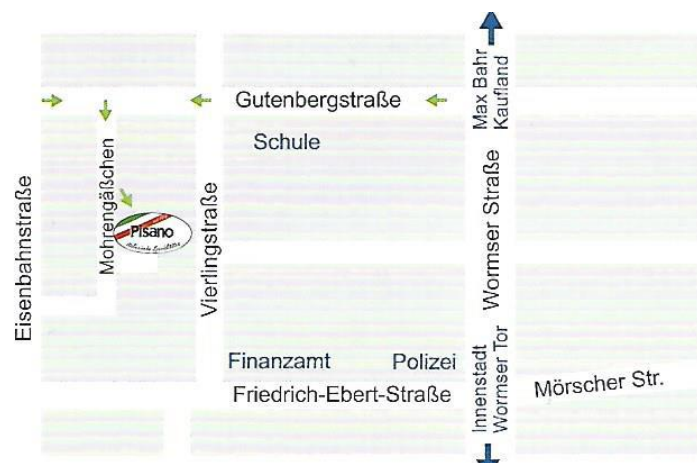 Gutenbergstraße
Schule
Max Bahr
Kaufland
Eisenbahnstraße
Mohrengäßchen
Pisano
Vierlingstraße
Wormser Straße
Finanzamt
Polizei
Friedrich-Ebert-Straße
Innenstadt
Wormser Tor
Mörscher Str.